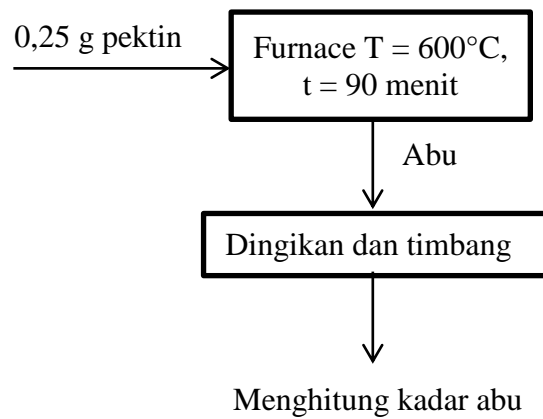 0,25 g pektin
Furnace T = 600°C,
t = 90 menit
Abu
Dingikan dan timbang
Menghitung kadar abu